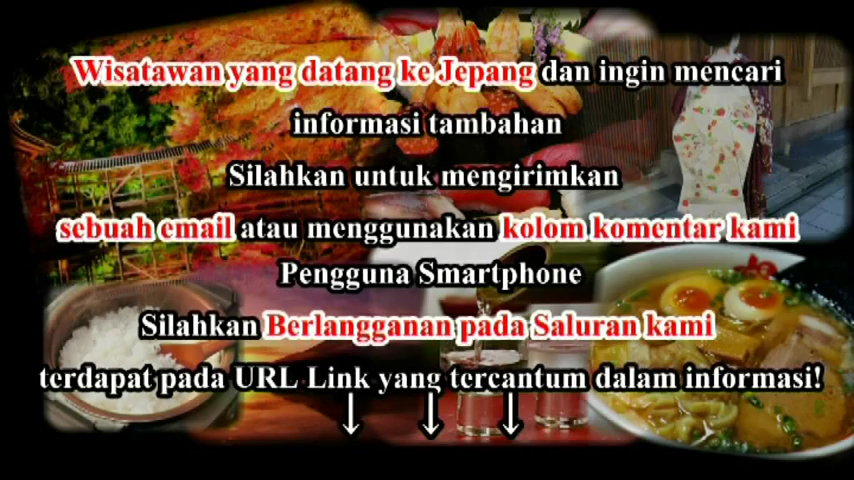 Wisatawan yang datang ke Jepang dan ingin mencari
informasi tambahan
Silahkan untuk mengirimkan
sebuah email atau menggunakan kolom komentar kami
Pengguna Smartphone
Silahkan Berlangganan pada Saluran kami
terdapat pada URL Link yang tercantum dalam informasi!